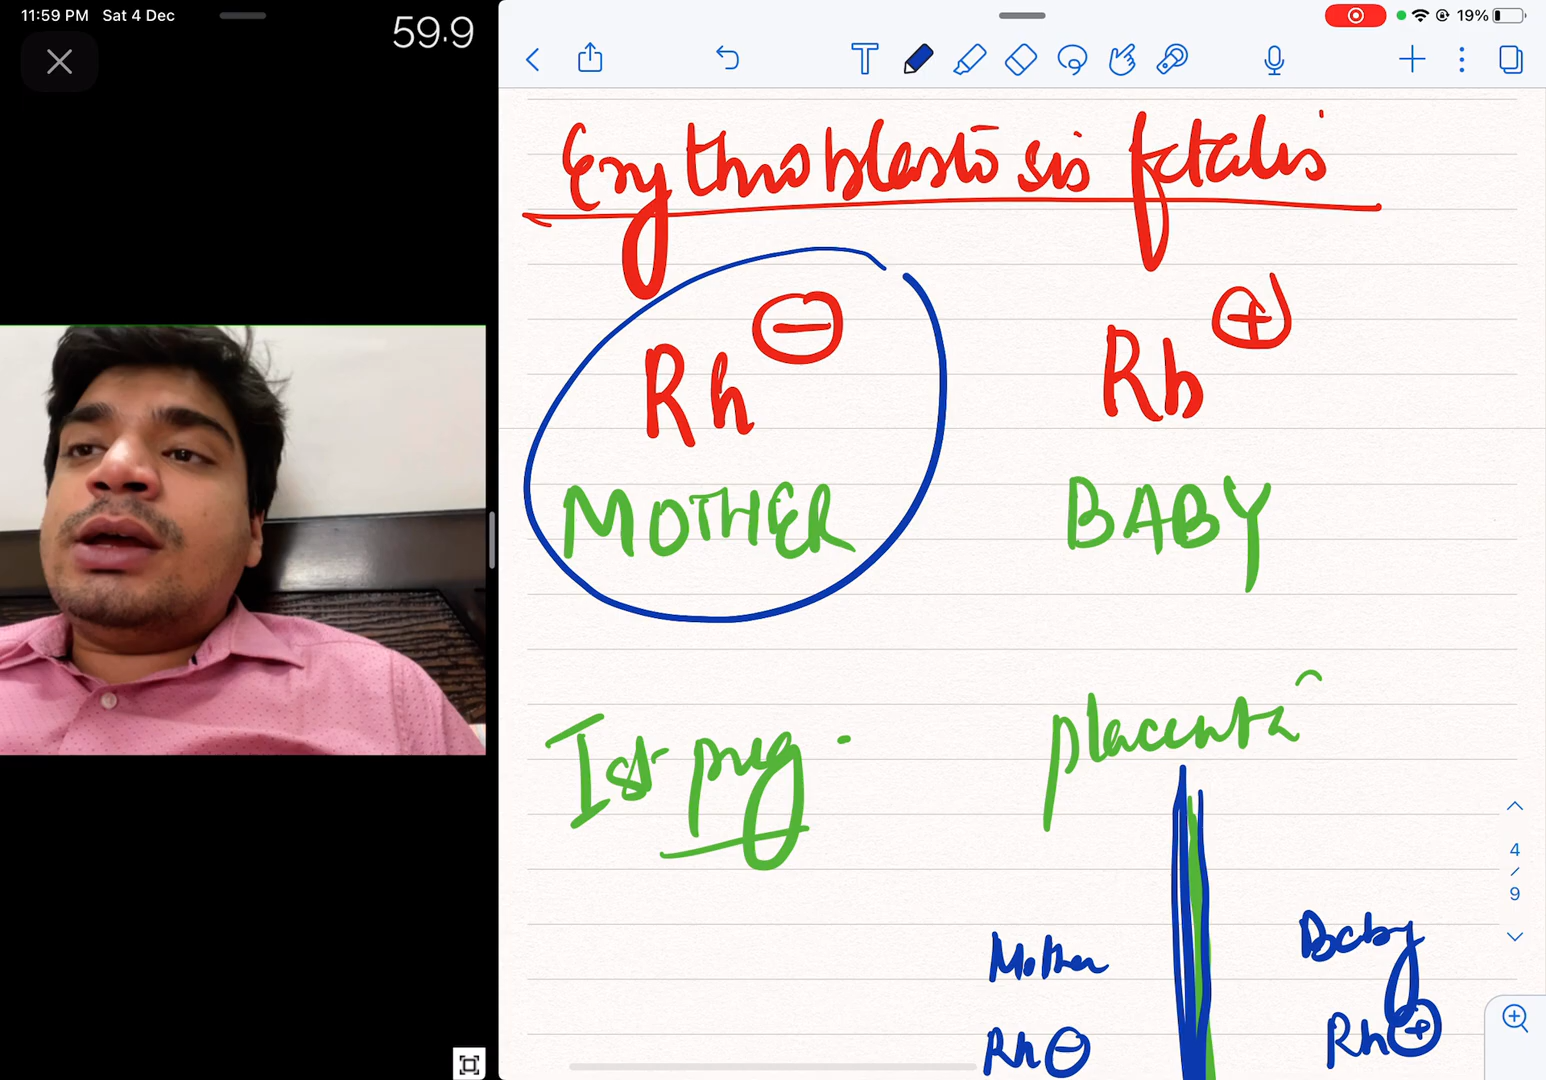 11:59 PM Sat 4 Dec
59.9
19%
T
Erythroblastosis fetalis
Rh ⊖
Rh ⊕
MOTHER
BABY
Ist preg.
placenta
4
/
9
Mother
Baby
Rh ⊖
Rh ⊕